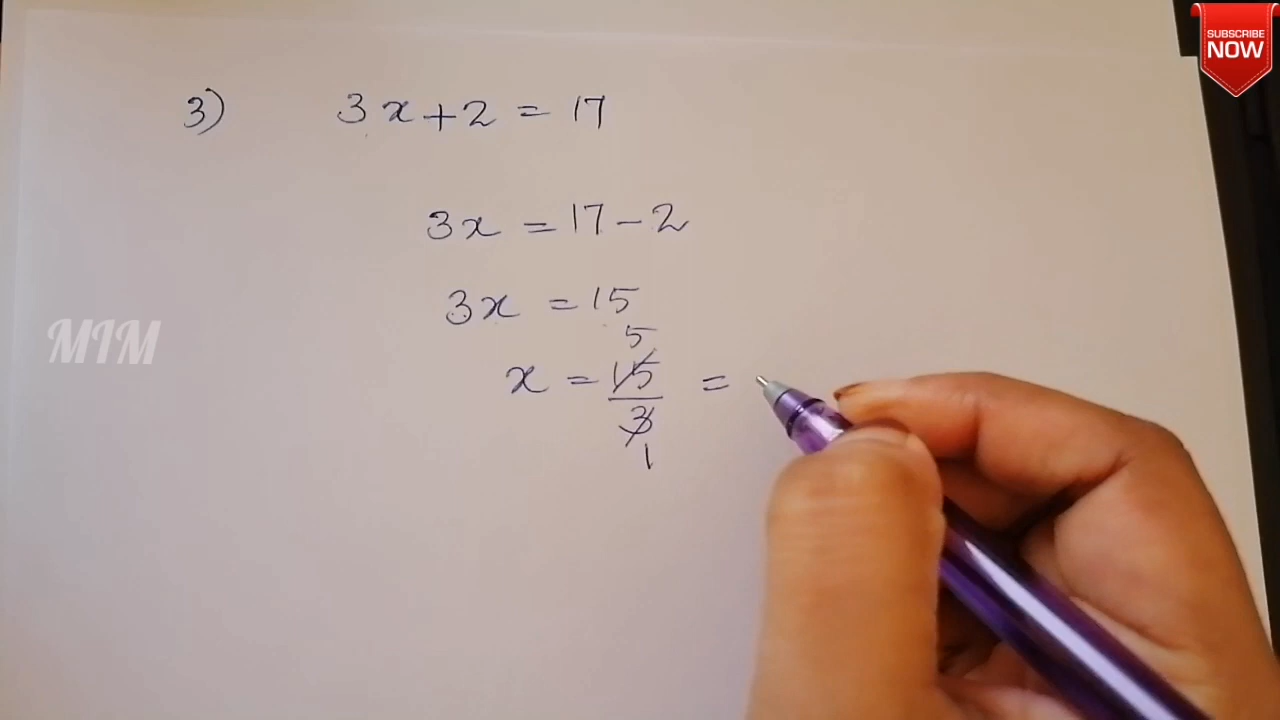 SUBSCRIBE
NOW
3) 3x+2 = 17
3x = 17-2
3x = 15
5
x = 15/3 =
1
MIM